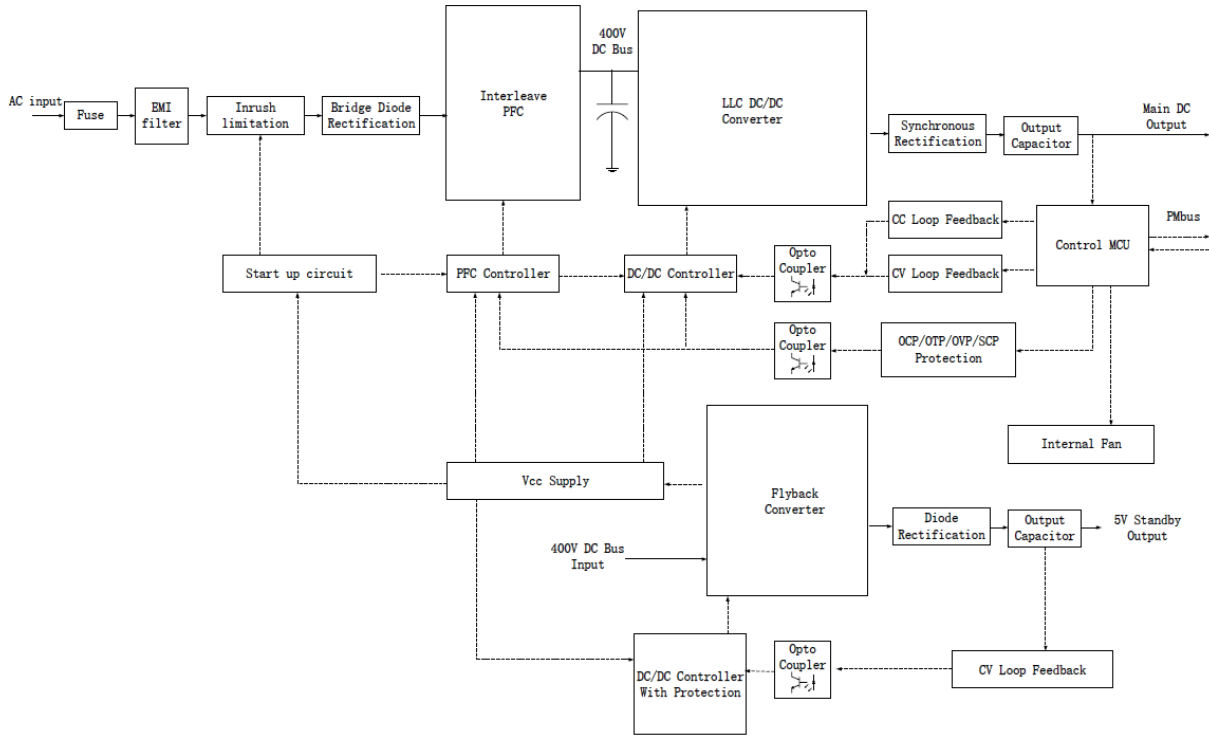 400V
DC Bus
AC input
Fuse
EMI
filter
Inrush
limitation
Bridge Diode
Rectification
Interleave
PFC
LLC DC/DC
Converter
Synchronous
Rectification
Output
Capacitor
Main DC
Output
CC Loop Feedback
PMbus
Control MCU
Start up circuit
PFC Controller
DC/DC Controller
Opto
Coupler
CV Loop Feedback
Opto
Coupler
OCP/OTP/OVP/SCP
Protection
Internal Fan
Vcc Supply
Flyback
Converter
Diode
Rectification
Output
Capacitor
5V Standby
Output
400V DC Bus
Input
DC/DC Controller
With Protection
Opto
Coupler
CV Loop Feedback